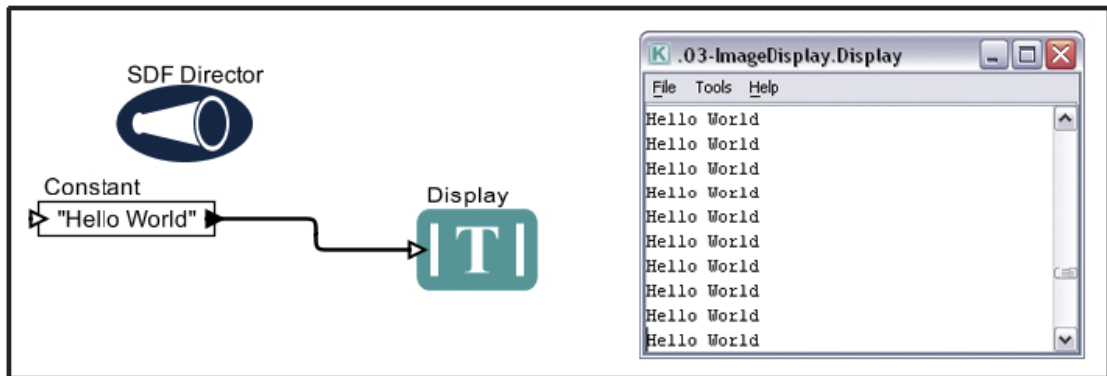 SDF Director
Constant
"Hello World"
Display
T
K .03-ImageDisplay.Display
File Tools Help
Hello World
Hello World
Hello World
Hello World
Hello World
Hello World
Hello World
Hello World
Hello World
Hello World